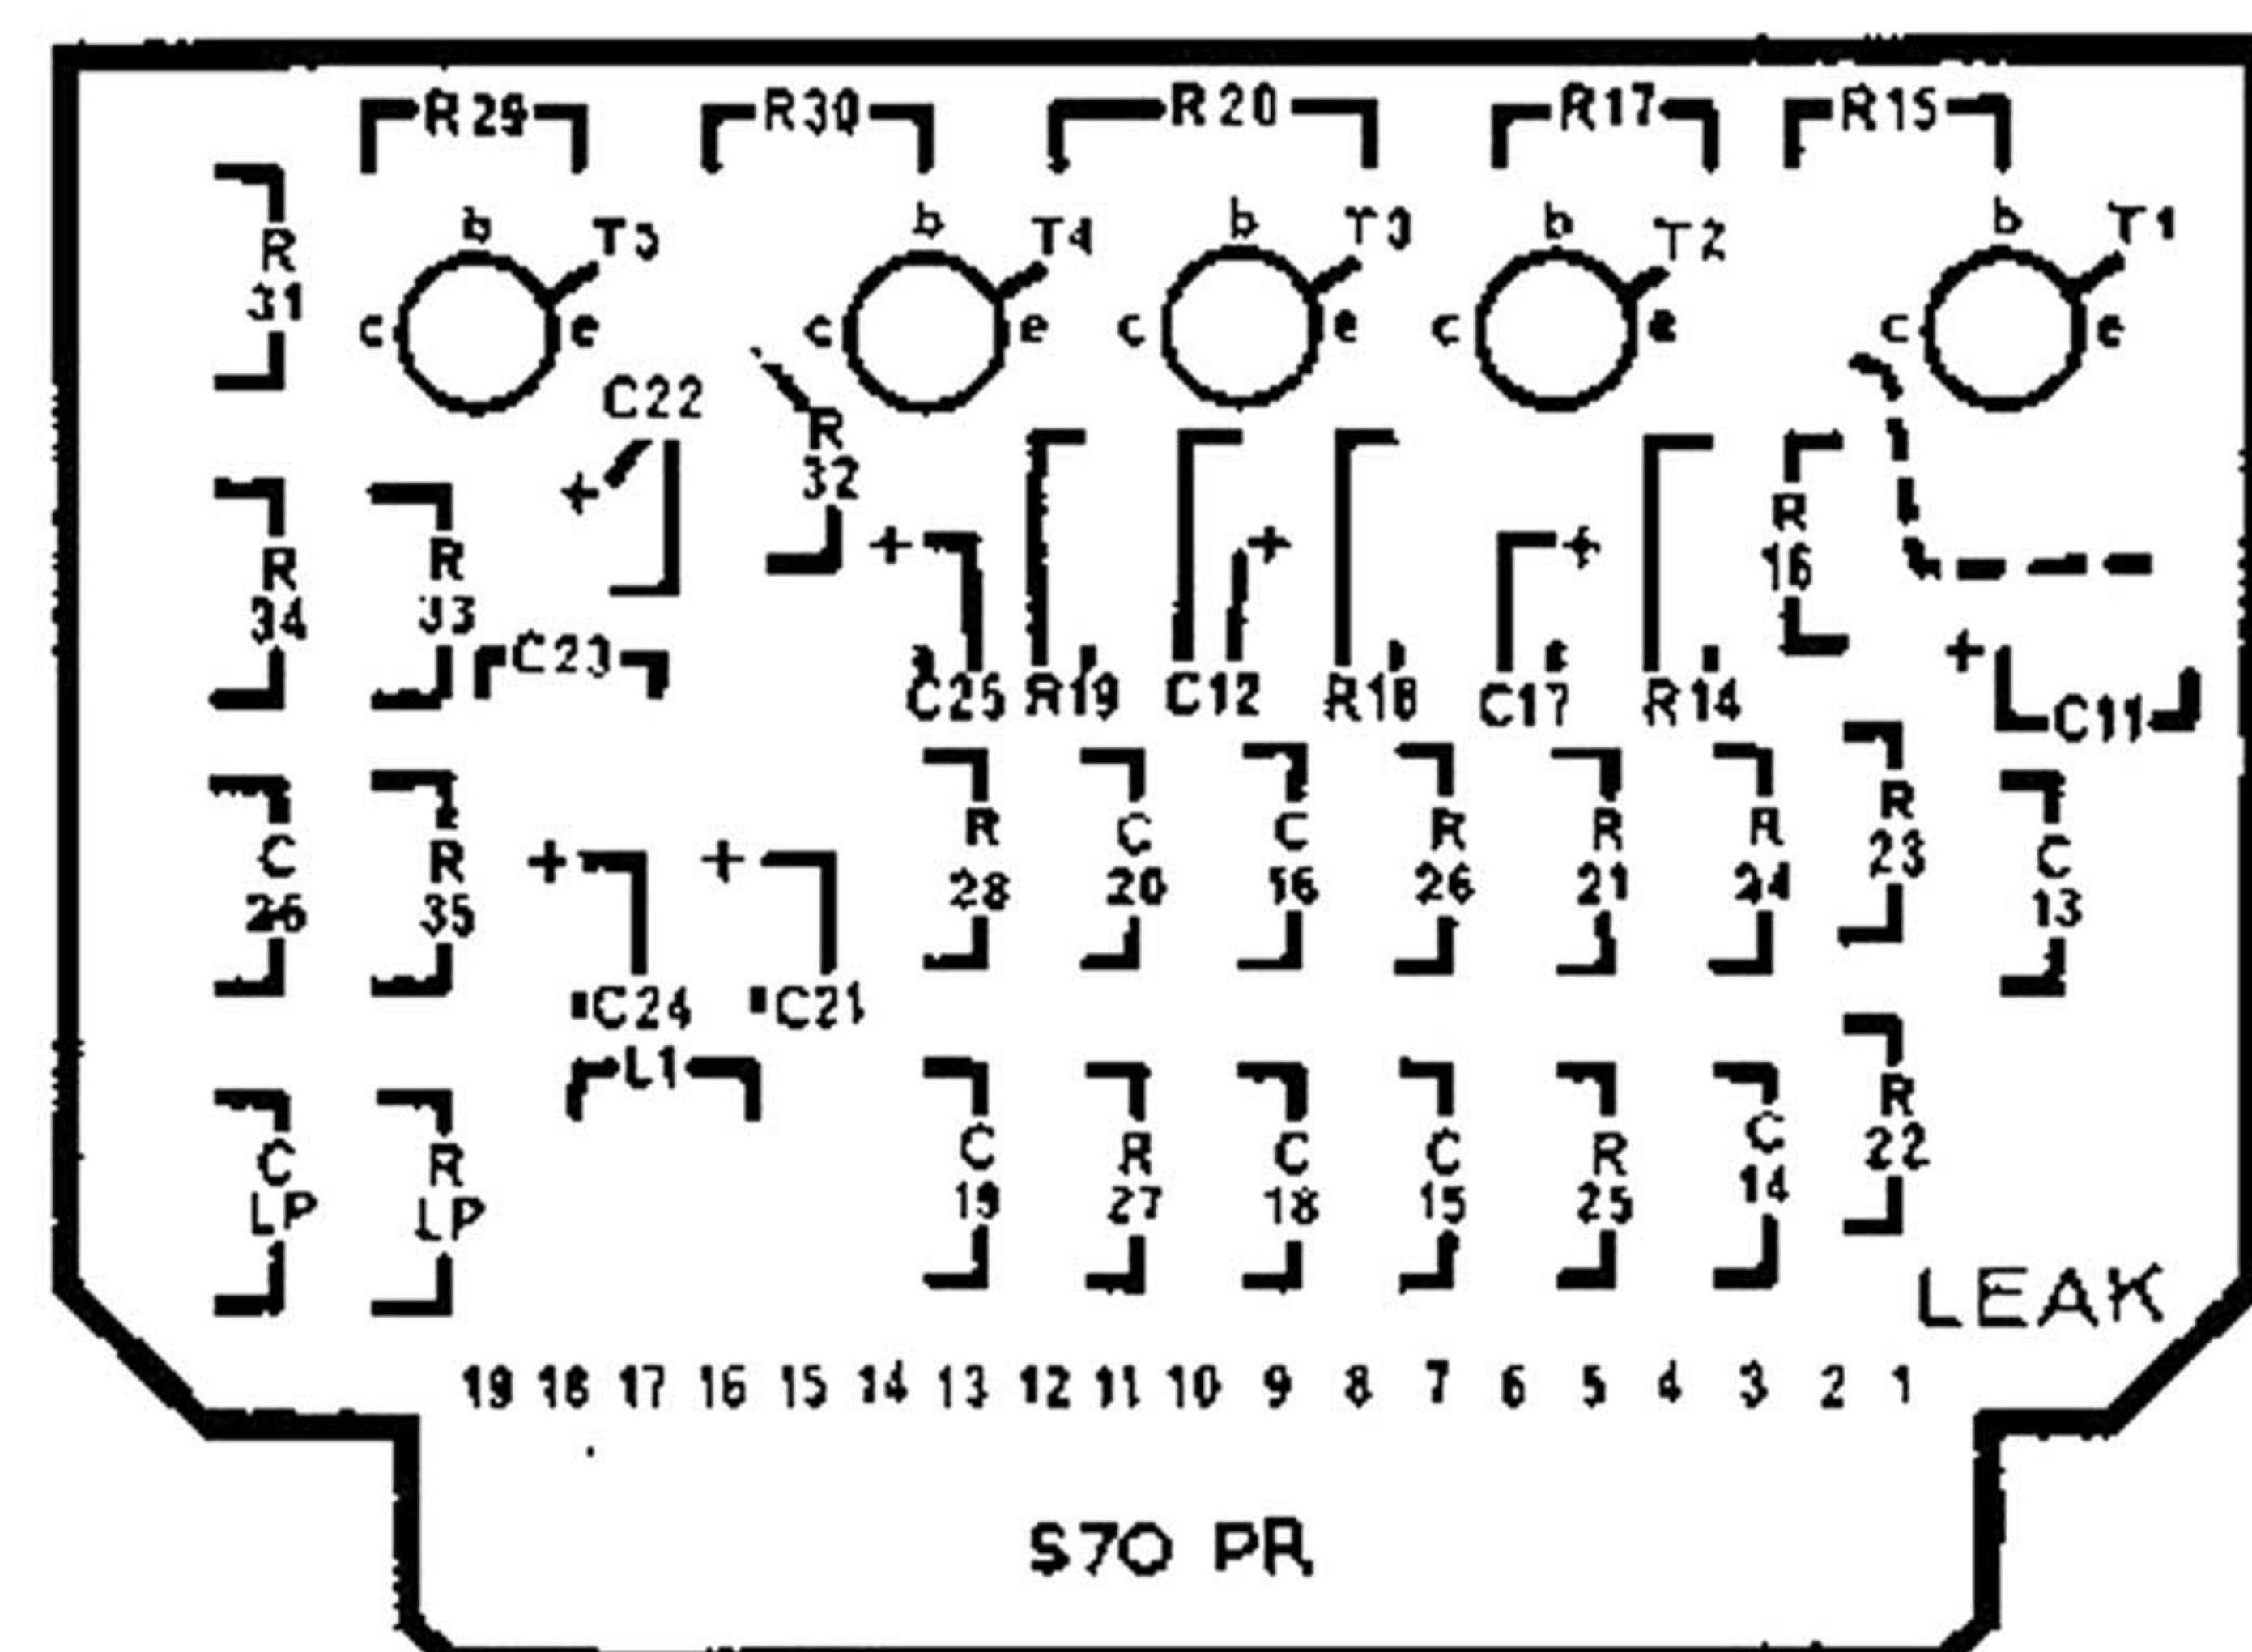 R29 R30 R20 R17 R15
b T5 b T4 b T3 b T2 b T1
R
31
c e c e c e c e c e
C22
R
32
+
R
34
R
33
+ + +
R
16
C23
+
C25 R19 C12 R18 C17 R14
C11
C
26
R
35
+ +
R
28
C
20
C
16
R
26
R
21
R
24
R
23
C
13
C24 C21
L1
C
LP
R
LP
C
19
R
27
C
18
C
15
R
25
C
14
R
22
LEAK
19 18 17 16 15 14 13 12 11 10 9 8 7 6 5 4 3 2 1
S70 PR